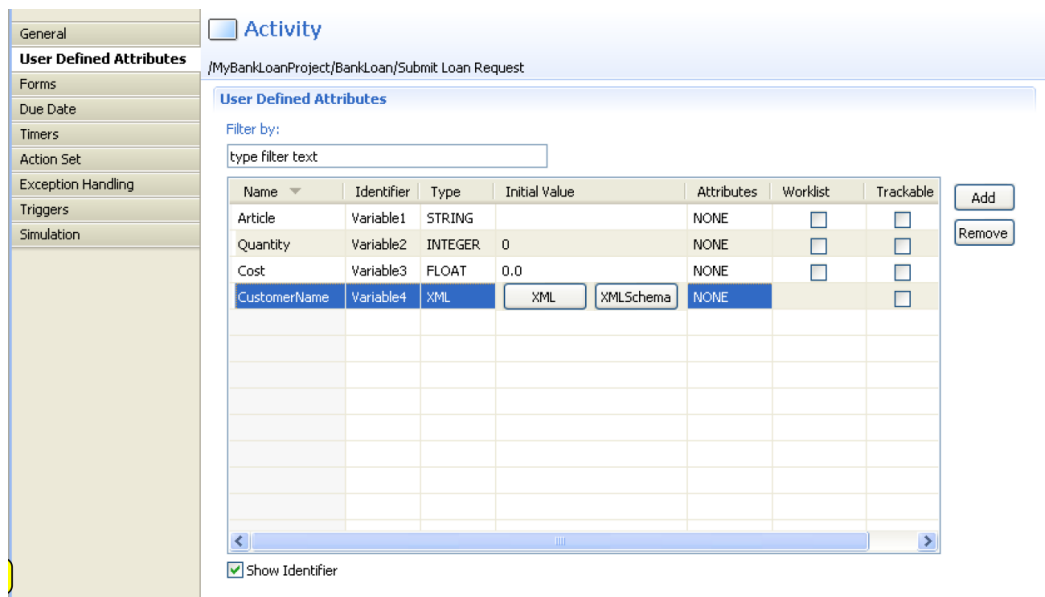 General
User Defined Attributes
Forms
Due Date
Timers
Action Set
Exception Handling
Triggers
Simulation
Activity
/MyBankLoanProject/BankLoan/Submit Loan Request
User Defined Attributes
Filter by:
type filter text
Name Identifier Type Initial Value Attributes Worklist Trackable
Article Variable1 STRING NONE
Quantity Variable2 INTEGER 0 NONE
Cost Variable3 FLOAT 0.0 NONE
CustomerName Variable4 XML XML XMLSchema NONE
Add
Remove
Show Identifier